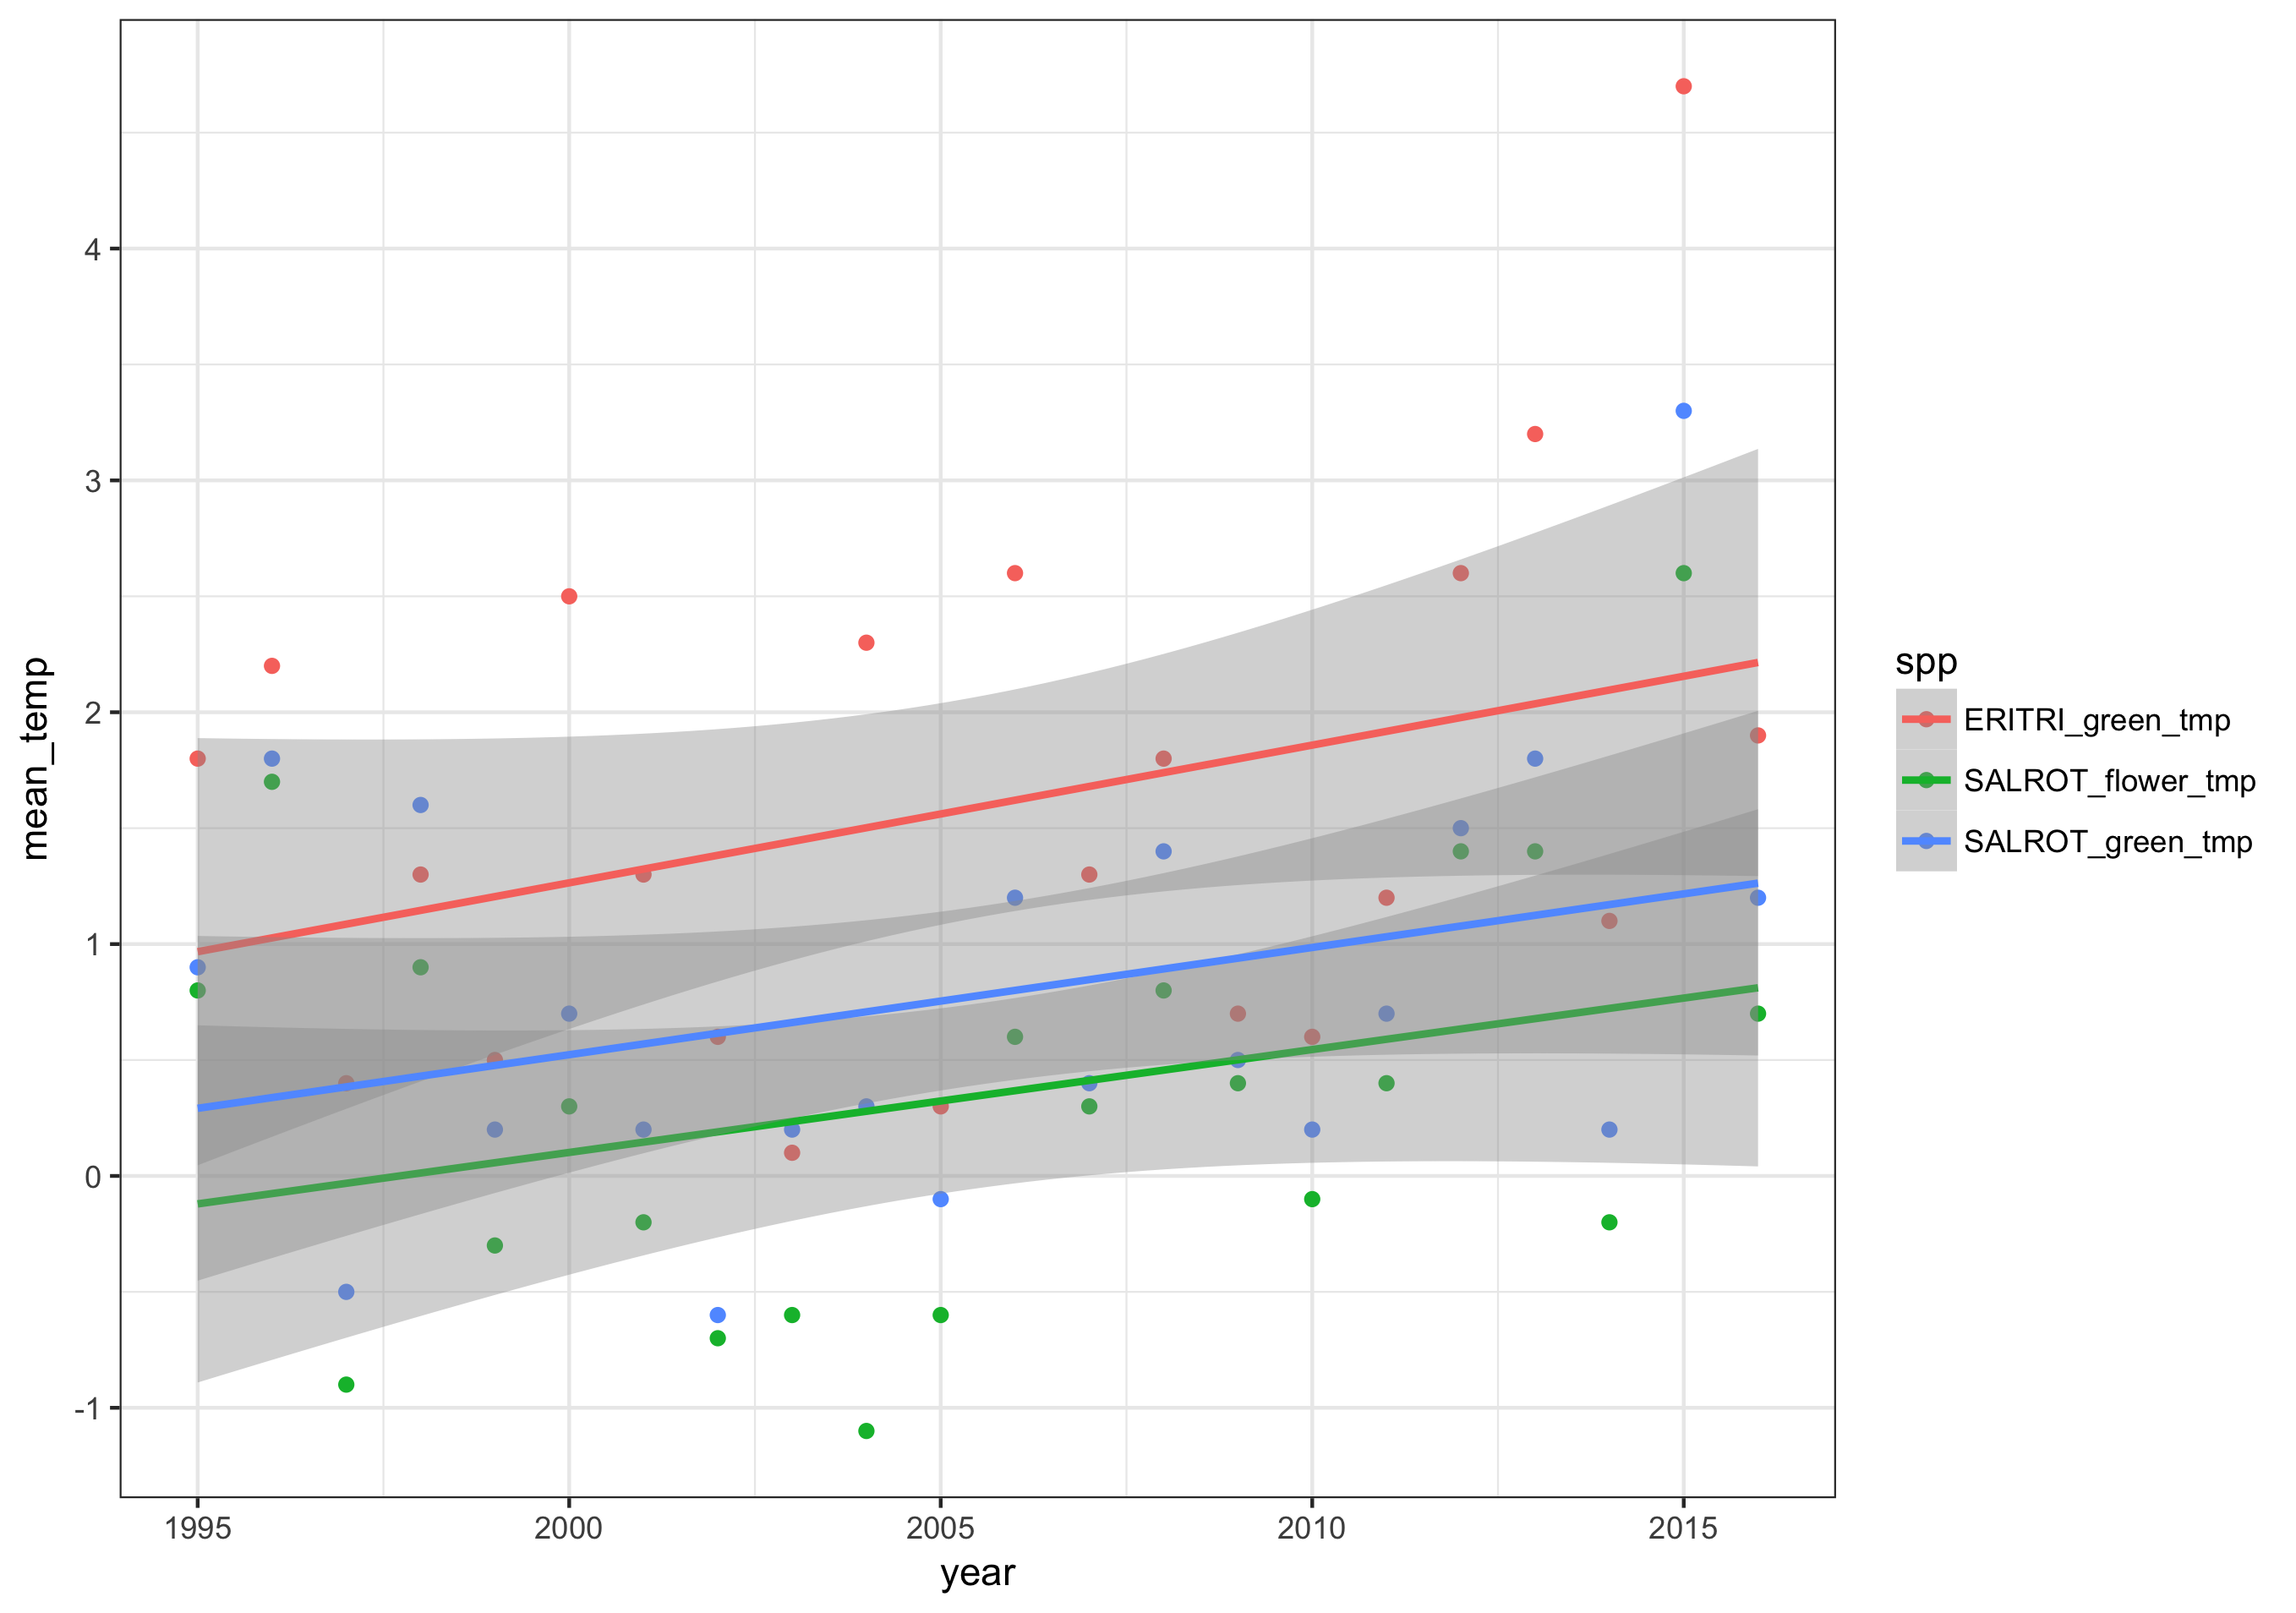 mean_temp
4
3
2
1
0
-1
1995 2000 2005 2010 2015
year
spp
ERITRI_green_tmp
SALROT_flower_tmp
SALROT_green_tmp